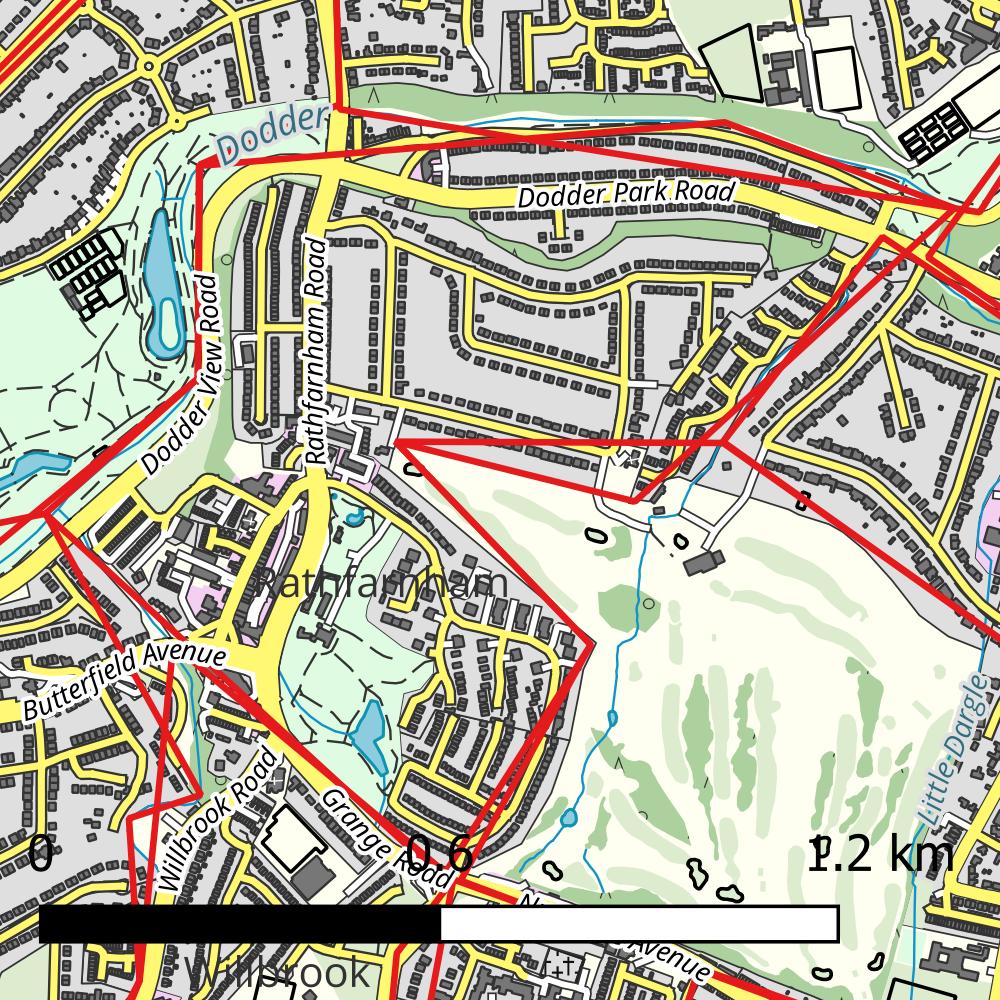 Dodder
Dodder Park Road
Rathfarnham Road
Dodder View Road
Rathfarnham
Butterfield Avenue
Little Dargle
Willbrook Road
Grange Road
0
0.6
1.2 km
Avenue
Willbrook